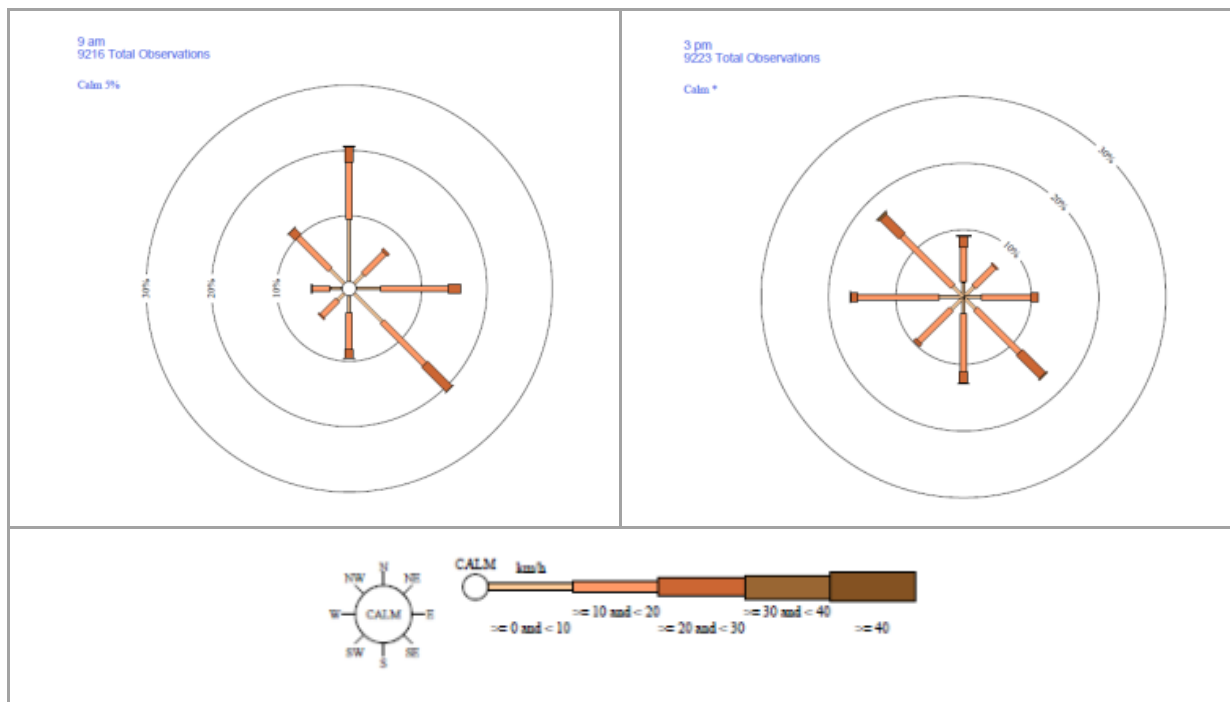 9 am
9216 Total Observations
Calm 5%
30%
20%
10%
3 pm
9223 Total Observations
Calm *
30%
20%
10%
CALM km/h
>= 10 and < 20 >= 30 and < 40
>= 0 and < 10 >= 20 and < 30 >= 40
N
NW NE
W CALM E
SW SE
S